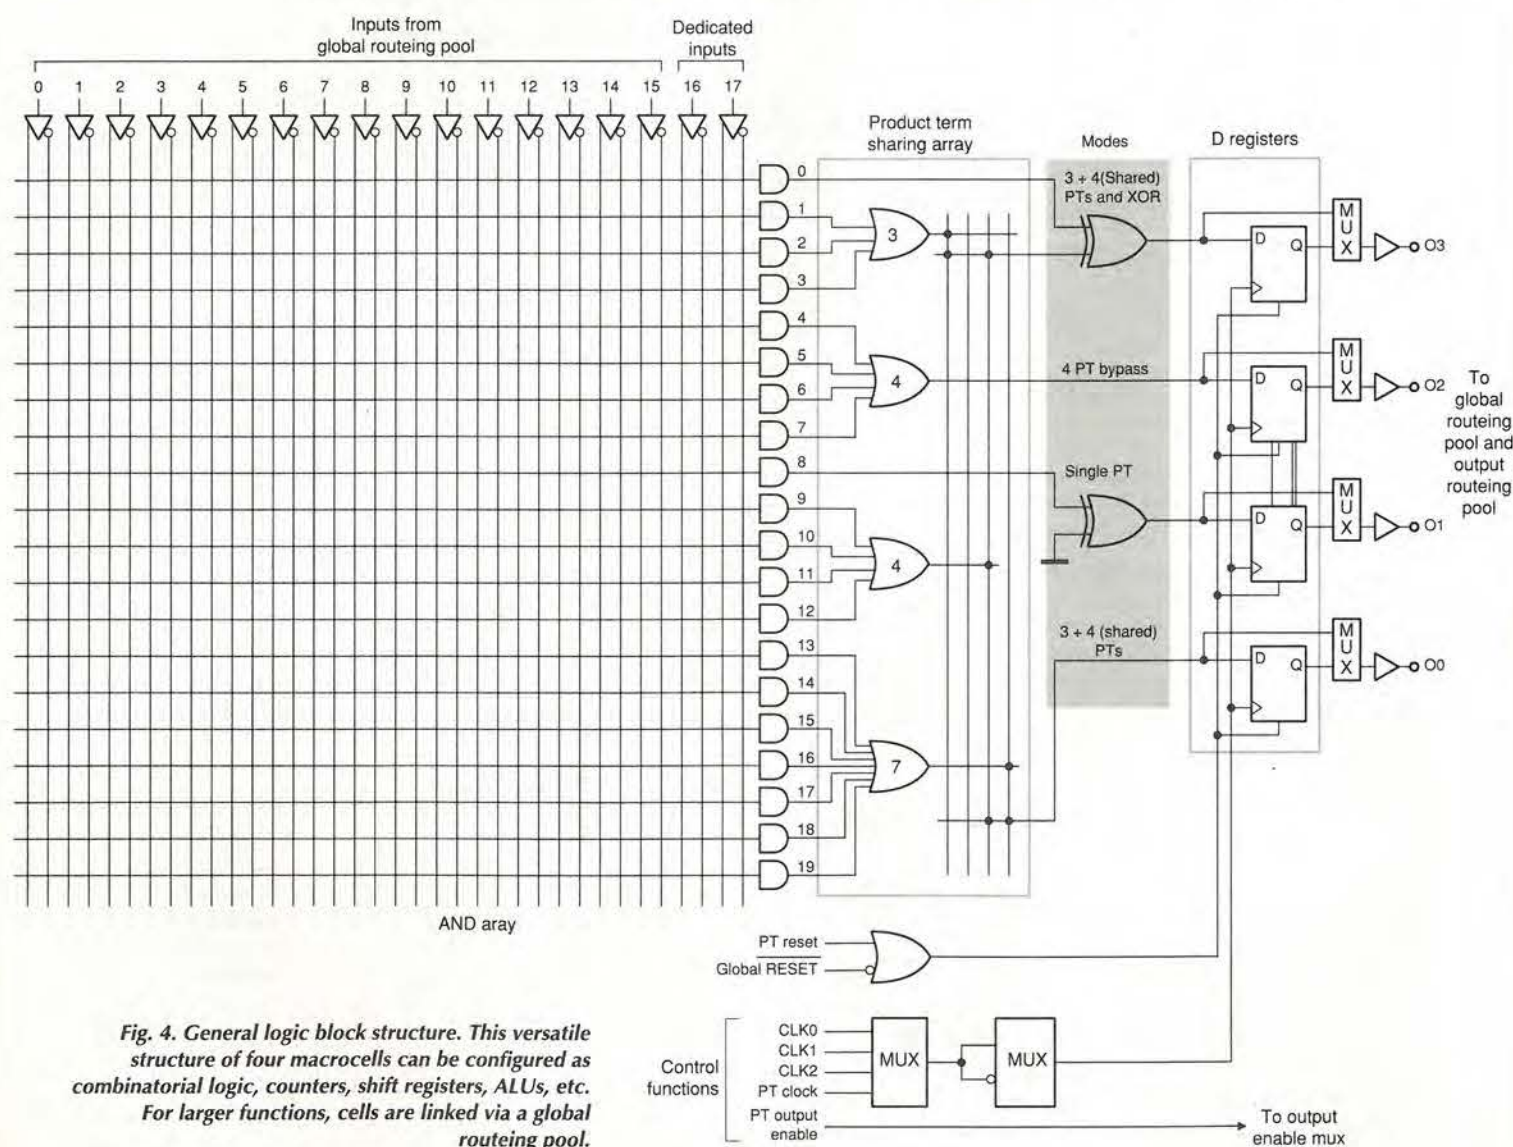 Inputs from
global routeing pool
Dedicated
inputs
0 1 2 3 4 5 6 7 8 9 10 11 12 13 14 15 16 17
Product term
sharing array
Modes
D registers
0
1
2
3
4
5
6
7
8
9
10
11
12
13
14
15
16
17
18
19
3
4
4
7
3 + 4(Shared)
PTs and XOR
4 PT bypass
Single PT
3 + 4 (shared)
PTs
D Q
MUX
O3
D Q
MUX
O2
D Q
MUX
O1
D Q
MUX
O0
To
global
routeing
pool and
output
routeing
pool
AND aray
PT reset
Global RESET
Control
functions
CLK0
CLK1
CLK2
PT clock
PT output
enable
MUX
MUX
To output
enable mux
Fig. 4. General logic block structure. This versatile
structure of four macrocells can be configured as
combinatorial logic, counters, shift registers, ALUs, etc.
For larger functions, cells are linked via a global
routeing pool.